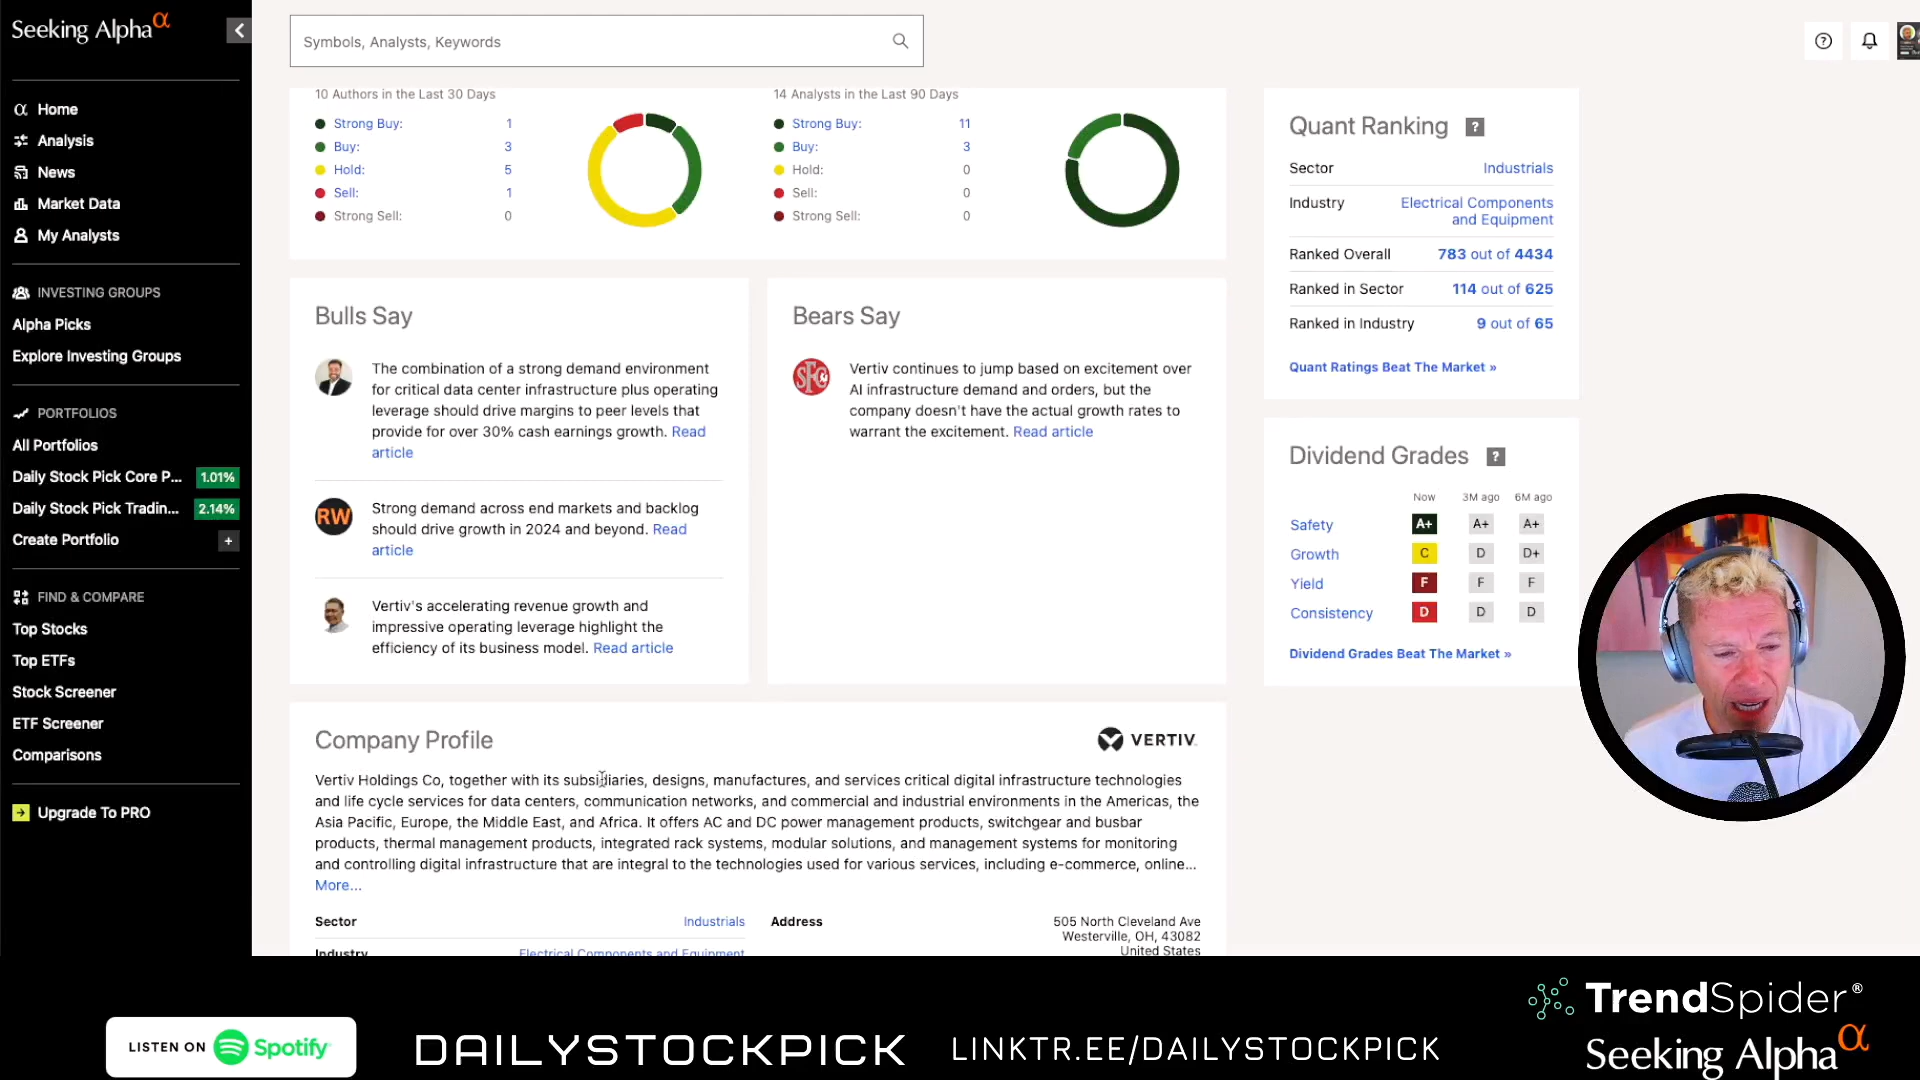 Seeking Alpha α
Home
Analysis
News
Market Data
My Analysts
INVESTING GROUPS
Alpha Picks
Explore Investing Groups
PORTFOLIOS
All Portfolios
Daily Stock Pick Core P... 1.01%
Daily Stock Pick Tradin... 2.14%
Create Portfolio +
FIND & COMPARE
Top Stocks
Top ETFs
Stock Screener
ETF Screener
Comparisons
Upgrade To PRO
Symbols, Analysts, Keywords
10 Authors in the Last 30 Days
Strong Buy: 1
Buy: 3
Hold: 5
Sell: 1
Strong Sell: 0
14 Analysts in the Last 90 Days
Strong Buy: 11
Buy: 3
Hold: 0
Sell: 0
Strong Sell: 0
Bulls Say
The combination of a strong demand environment
for critical data center infrastructure plus operating
leverage should drive margins to peer levels that
provide for over 30% cash earnings growth. Read
article
RW
Strong demand across end markets and backlog
should drive growth in 2024 and beyond. Read
article
Vertiv's accelerating revenue growth and
impressive operating leverage highlight the
efficiency of its business model. Read article
Bears Say
Vertiv continues to jump based on excitement over
AI infrastructure demand and orders, but the
company doesn't have the actual growth rates to
warrant the excitement. Read article
Company Profile
VERTIV
Vertiv Holdings Co, together with its subsidiaries, designs, manufactures, and services critical digital infrastructure technologies
and life cycle services for data centers, communication networks, and commercial and industrial environments in the Americas, the
Asia Pacific, Europe, the Middle East, and Africa. It offers AC and DC power management products, switchgear and busbar
products, thermal management products, integrated rack systems, modular solutions, and management systems for monitoring
and controlling digital infrastructure that are integral to the technologies used for various services, including e-commerce, online...
More...
Sector Industrials
Industry Electrical Components and Equipment
Address 505 North Cleveland Ave
Westerville, OH, 43082
United States
Quant Ranking ?
Sector Industrials
Industry Electrical Components
and Equipment
Ranked Overall 783 out of 4434
Ranked in Sector 114 out of 625
Ranked in Industry 9 out of 65
Quant Ratings Beat The Market »
Dividend Grades ?
Now 3M ago 6M ago
Safety A+ A+ A+
Growth C D D+
Yield F F F
Consistency D D D
Dividend Grades Beat The Market »
LISTEN ON Spotify
DAILYSTOCKPICK
LINKTR.EE/DAILYSTOCKPICK
TrendSpider®
Seeking Alpha α